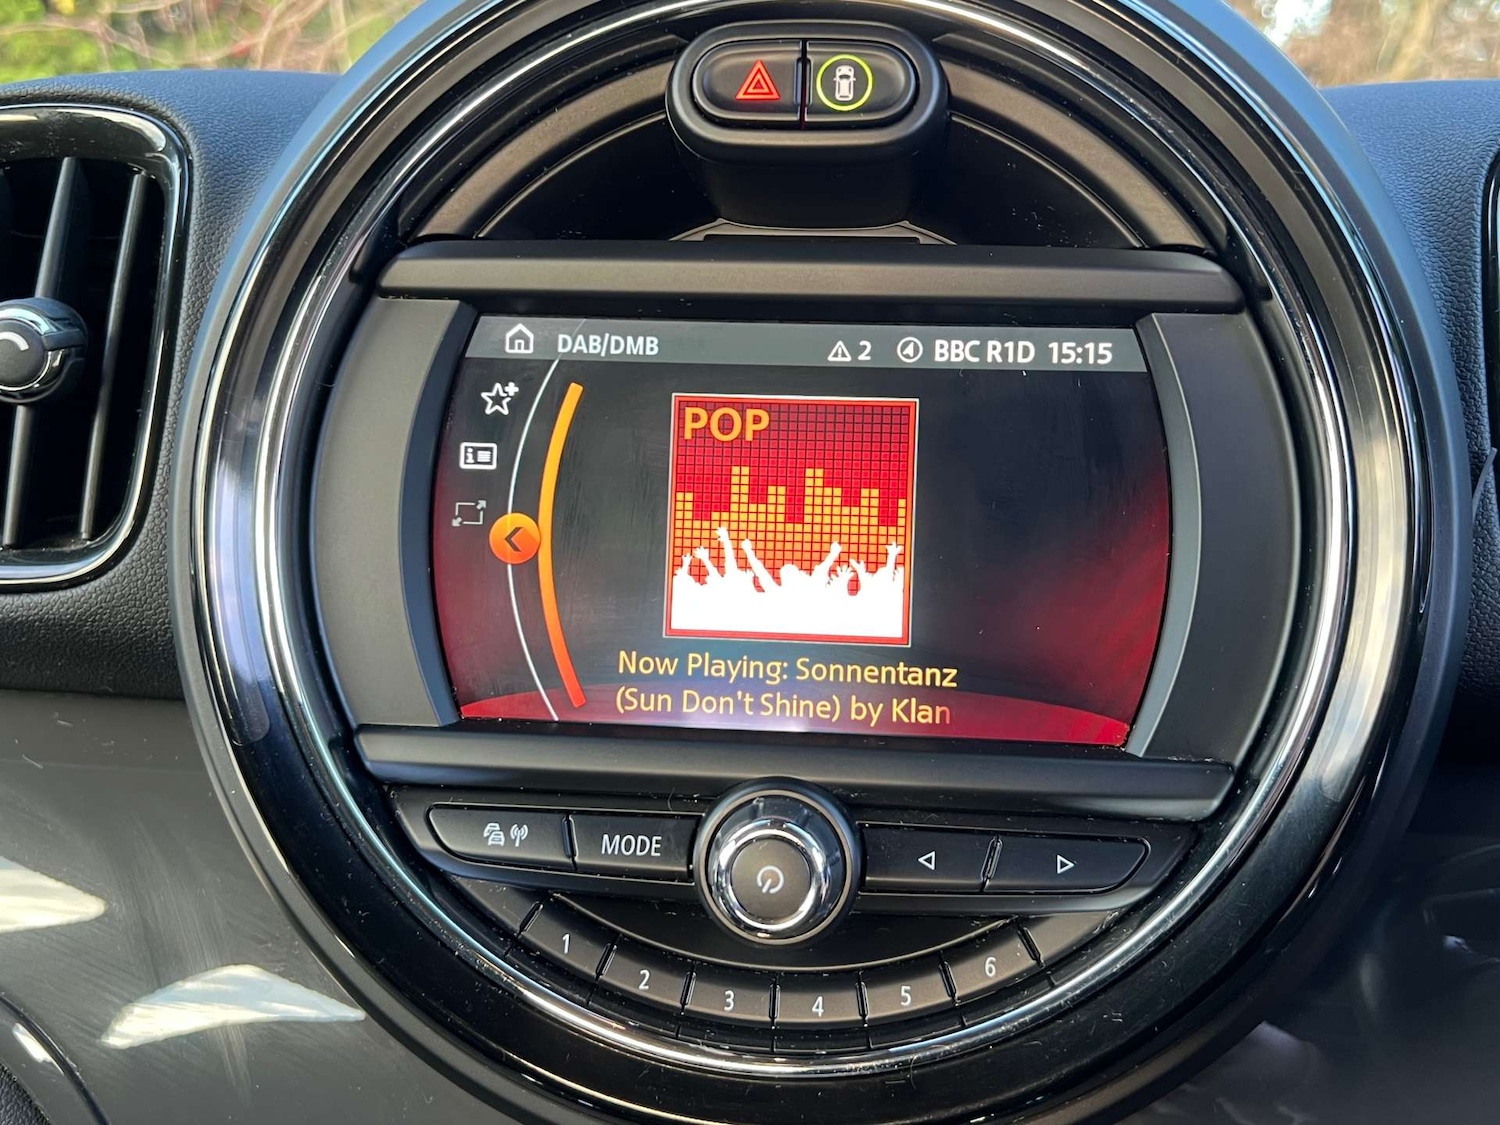 DAB/DMB 2 BBC R1D 15:15
POP
Now Playing: Sonnentanz
(Sun Don't Shine) by Klan
MODE
1 2 3 4 5 6